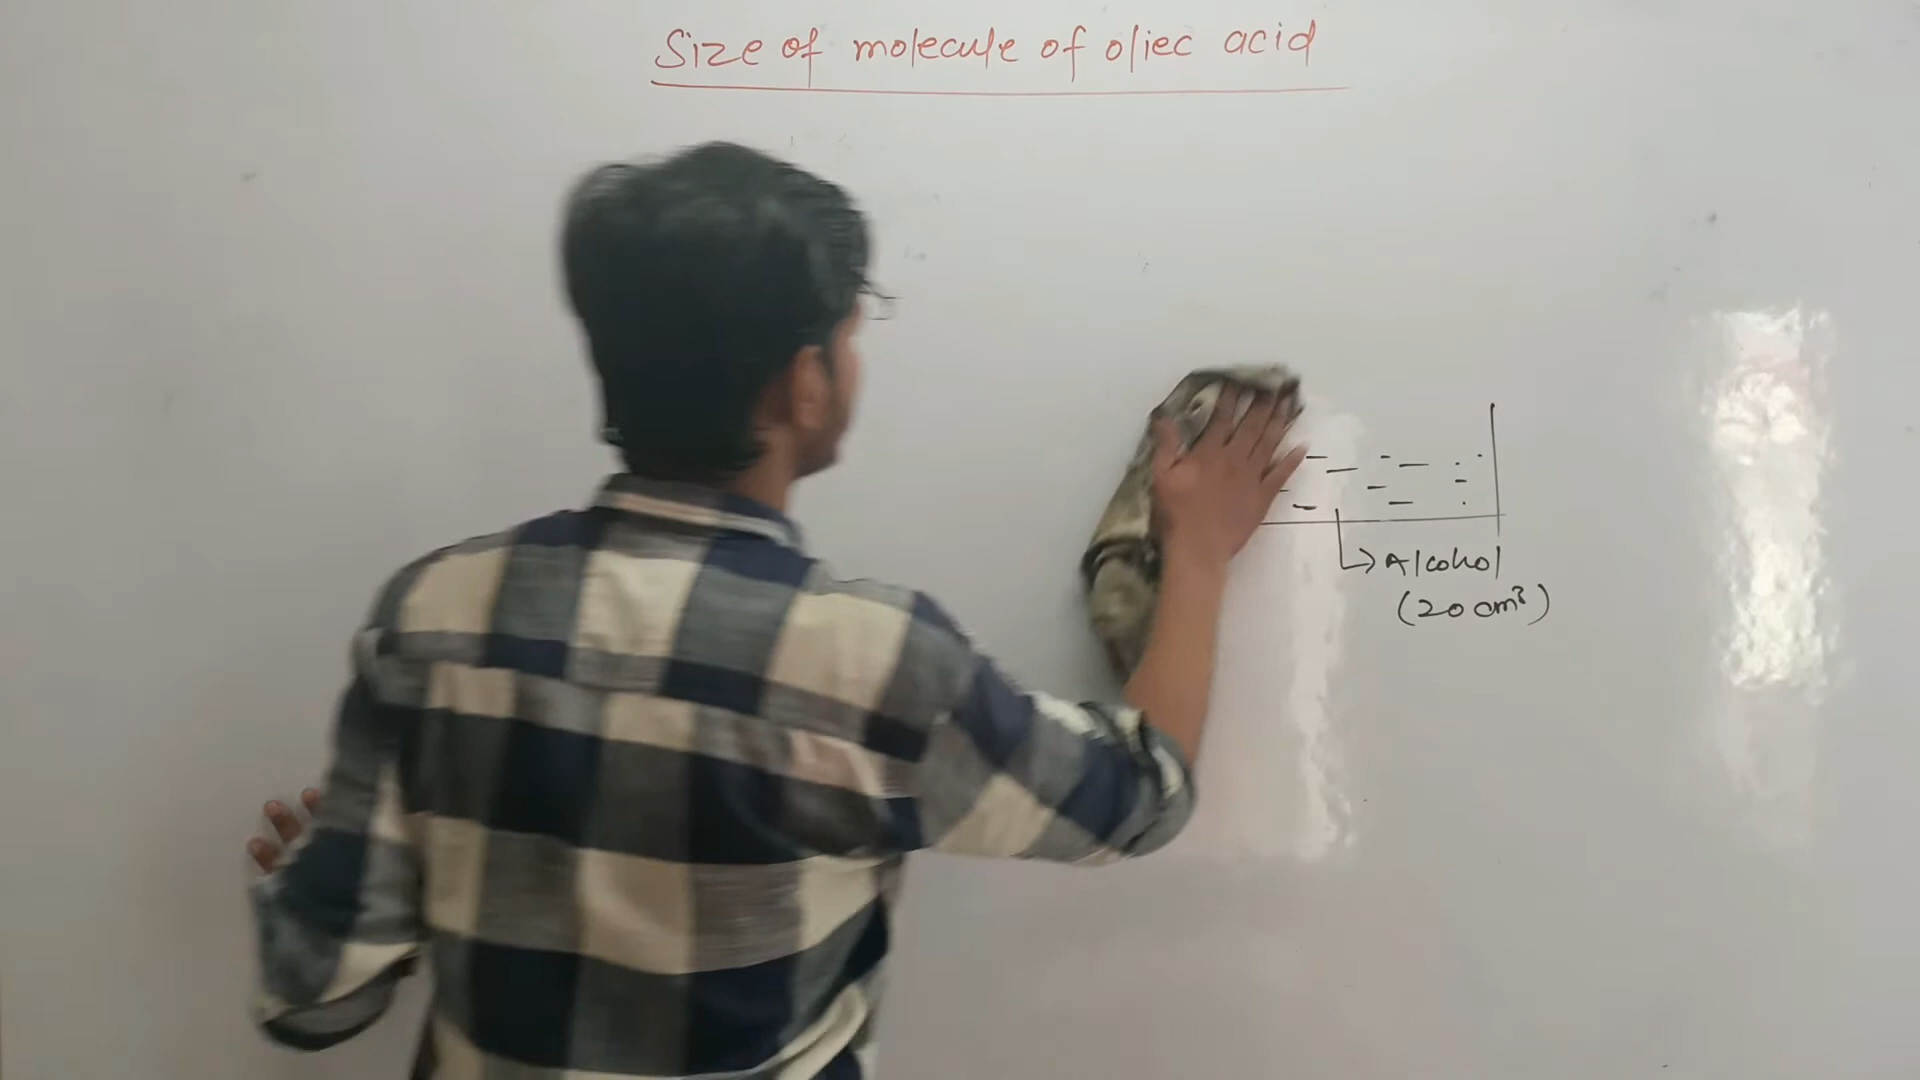 Size of molecule of oliec acid
Alcohol
(20 cm³)